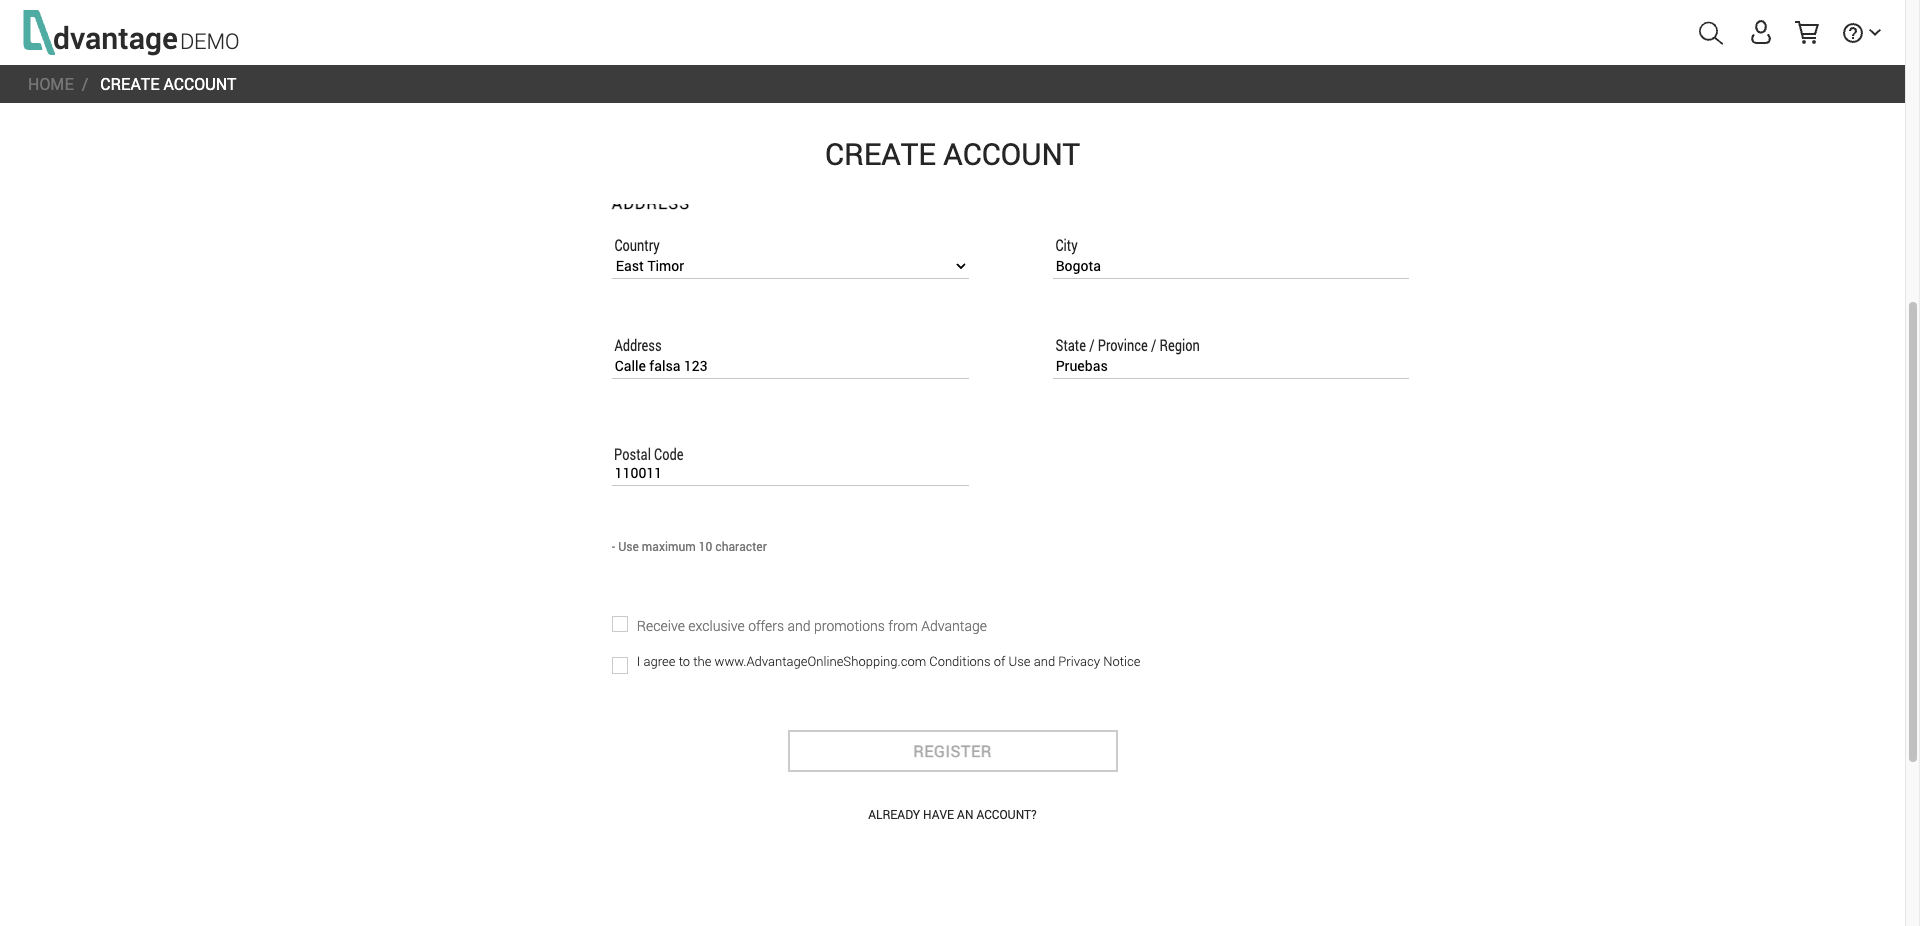 dvantage DEMO
HOME / CREATE ACCOUNT
CREATE ACCOUNT
ADDRESS
Country
East Timor
City
Bogota
Address
Calle falsa 123
State / Province / Region
Pruebas
Postal Code
110011
- Use maximum 10 character
Receive exclusive offers and promotions from Advantage
I agree to the www.AdvantageOnlineShopping.com Conditions of Use and Privacy Notice
REGISTER
ALREADY HAVE AN ACCOUNT?